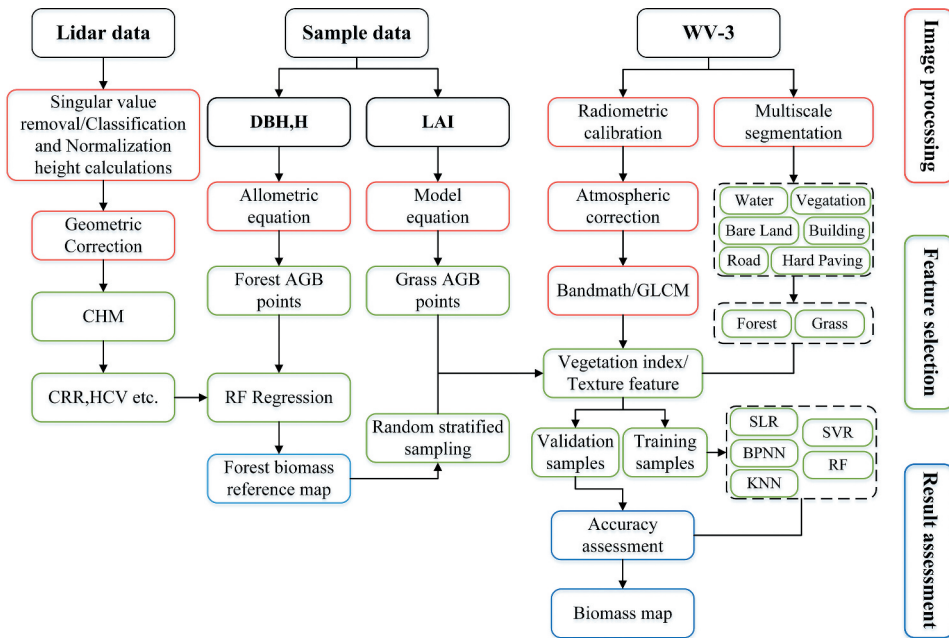 Lidar data
Sample data
WV-3
Image processing
Singular value
removal/Classification
and Normalization
height calculations
DBH,H
LAI
Radiometric
calibration
Multiscale
segmentation
Geometric
Correction
Allometric
equation
Model
equation
Atmospheric
correction
Water
Vegatation
Bare Land
Building
Road
Hard Paving
Feature selection
CHM
Forest AGB
points
Grass AGB
points
Bandmath/GLCM
Forest
Grass
CRR,HCV etc.
RF Regression
Vegetation index/
Texture feature
Random stratified
sampling
Validation
samples
Training
samples
SLR
SVR
BPNN
RF
KNN
Forest biomass
reference map
Result assessment
Accuracy
assessment
Biomass map